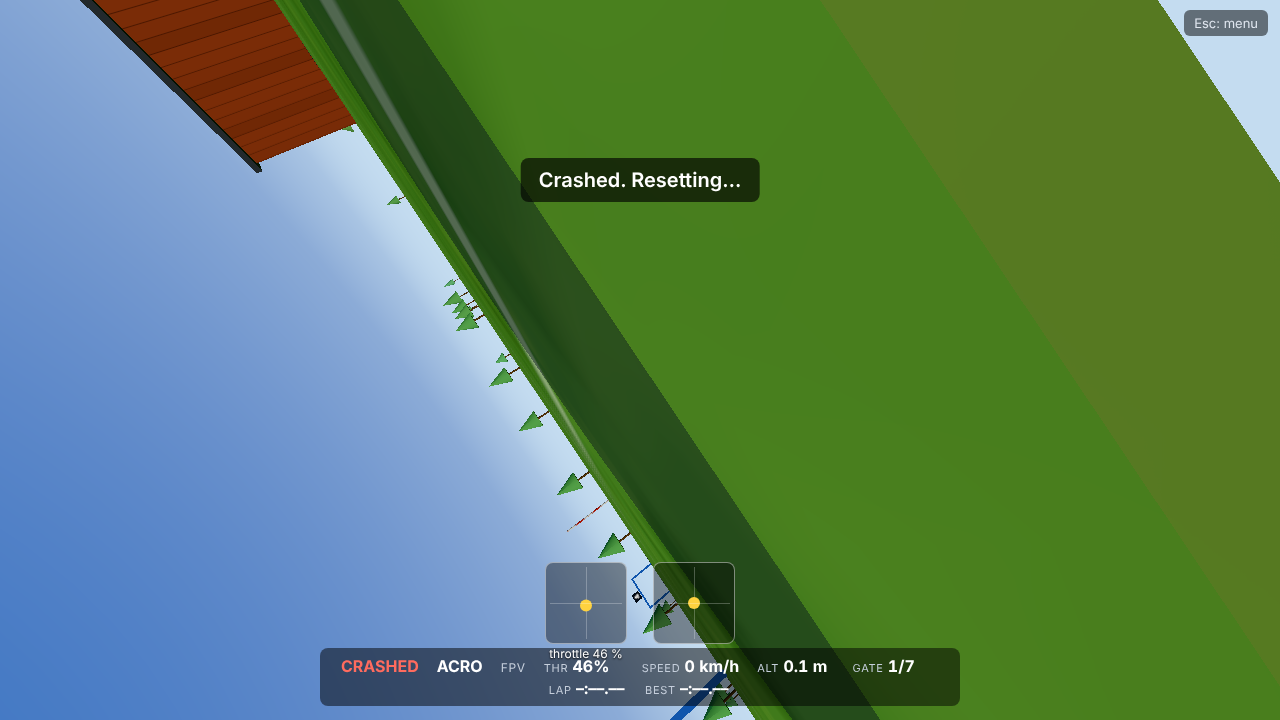 Esc: menu
Crashed. Resetting...
throttle 46 %
CRASHED ACRO FPV THR 46% SPEED 0 km/h ALT 0.1 m GATE 1/7
LAP –:––.–– BEST –:––.––